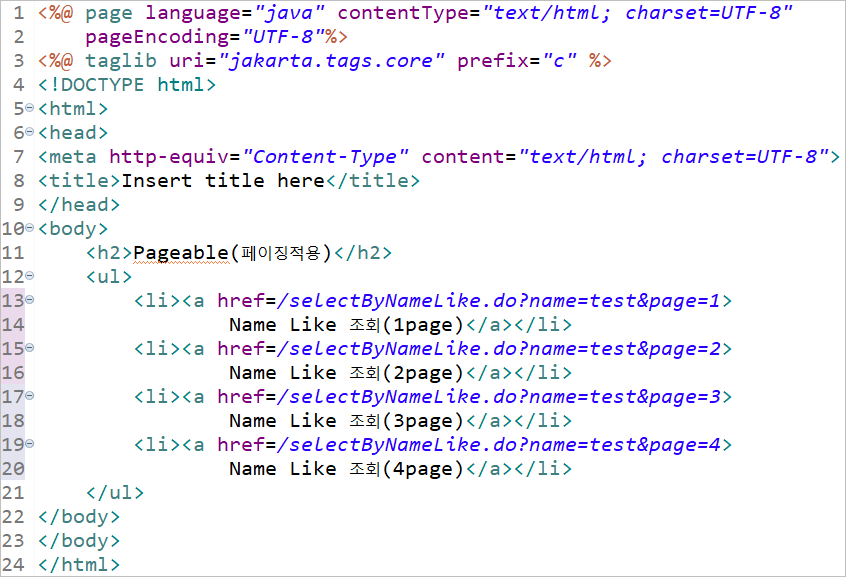 1 <%@ page language="java" contentType="text/html; charset=UTF-8"
2     pageEncoding="UTF-8"%>
3 <%@ taglib uri="jakarta.tags.core" prefix="c" %>
4 <!DOCTYPE html>
5 <html>
6 <head>
7 <meta http-equiv="Content-Type" content="text/html; charset=UTF-8">
8 <title>Insert title here</title>
9 </head>
10 <body>
11     <h2>Pageable(페이징적용)</h2>
12     <ul>
13         <li><a href=/selectByNameLike.do?name=test&page=1>
14                 Name Like 조회(1page)</a></li>
15         <li><a href=/selectByNameLike.do?name=test&page=2>
16                 Name Like 조회(2page)</a></li>
17         <li><a href=/selectByNameLike.do?name=test&page=3>
18                 Name Like 조회(3page)</a></li>
19         <li><a href=/selectByNameLike.do?name=test&page=4>
20                 Name Like 조회(4page)</a></li>
21     </ul>
22 </body>
23 </body>
24 </html>